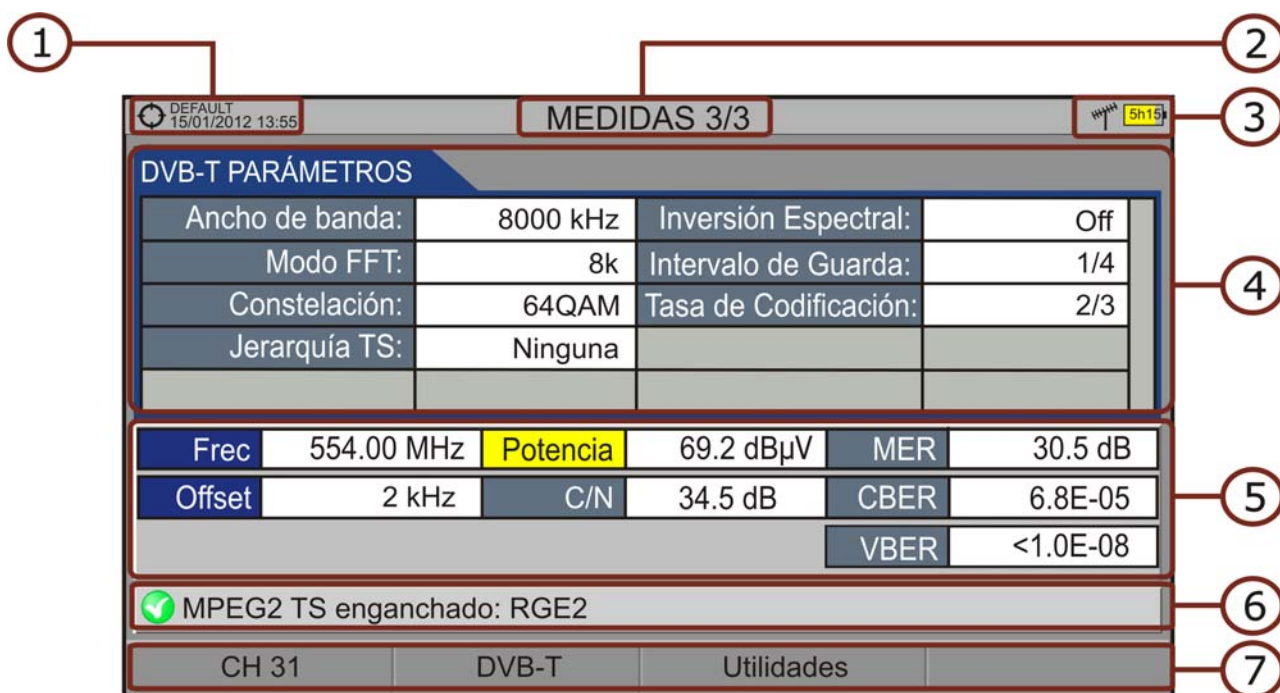 1
2
DEFAULT
15/01/2012 13:55
MEDIDAS 3/3
5h15
3
DVB-T PARÁMETROS
Ancho de banda: 8000 kHz Inversión Espectral: Off
Modo FFT: 8k Intervalo de Guarda: 1/4
4
Constelación: 64QAM Tasa de Codificación: 2/3
Jerarquía TS: Ninguna
Frec 554.00 MHz Potencia 69.2 dBµV MER 30.5 dB
Offset 2 kHz C/N 34.5 dB CBER 6.8E-05
5
VBER <1.0E-08
MPEG2 TS enganchado: RGE2
6
CH 31 DVB-T Utilidades
7